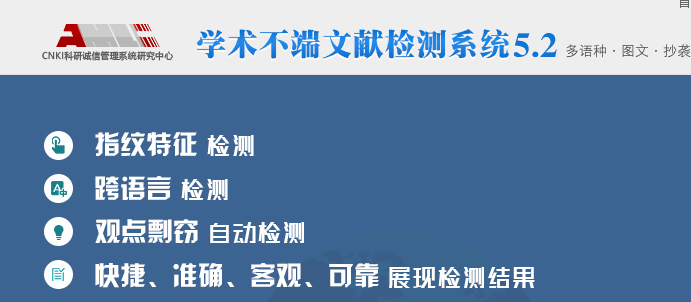 首
学术不端文献检测系统5.2 多语种·图文·抄袭
CNKI科研诚信管理系统研究中心
指纹特征 检测
跨语言 检测
观点剽窃 自动检测
快捷、准确、客观、可靠 展现检测结果